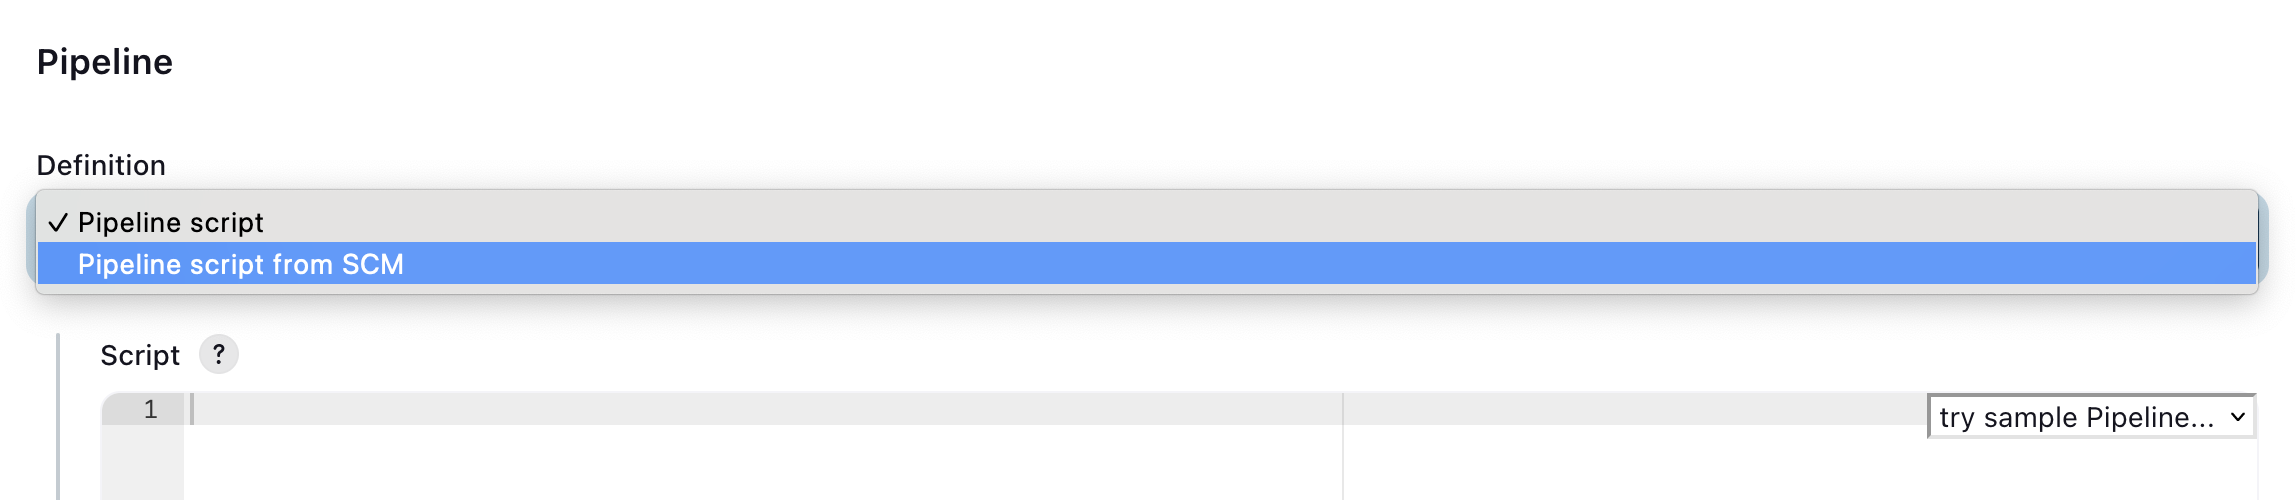 Pipeline
Definition
✓ Pipeline script
Pipeline script from SCM
Script ?
1
try sample Pipeline...